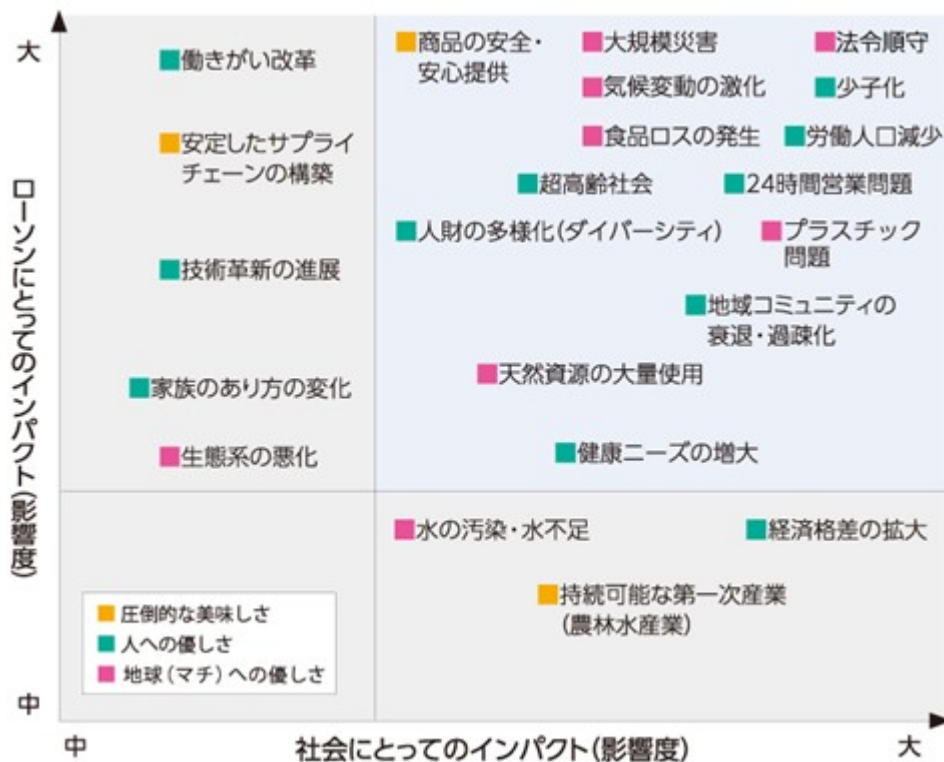 大
ローソンにとってのインパクト(影響度)
中
働きがい改革
安定したサプライ
チェーンの構築
技術革新の進展
家族のあり方の変化
生態系の悪化
商品の安全・
安心提供
大規模災害
法令順守
気候変動の激化
少子化
食品ロスの発生
労働人口減少
超高齢社会
24時間営業問題
人財の多様化(ダイバーシティ)
プラスチック
問題
地域コミュニティの
衰退・過疎化
天然資源の大量使用
健康ニーズの増大
水の汚染・水不足
経済格差の拡大
持続可能な第一次産業
(農林水産業)
圧倒的な美味しさ
人への優しさ
地球(マチ)への優しさ
中
社会にとってのインパクト(影響度)
大